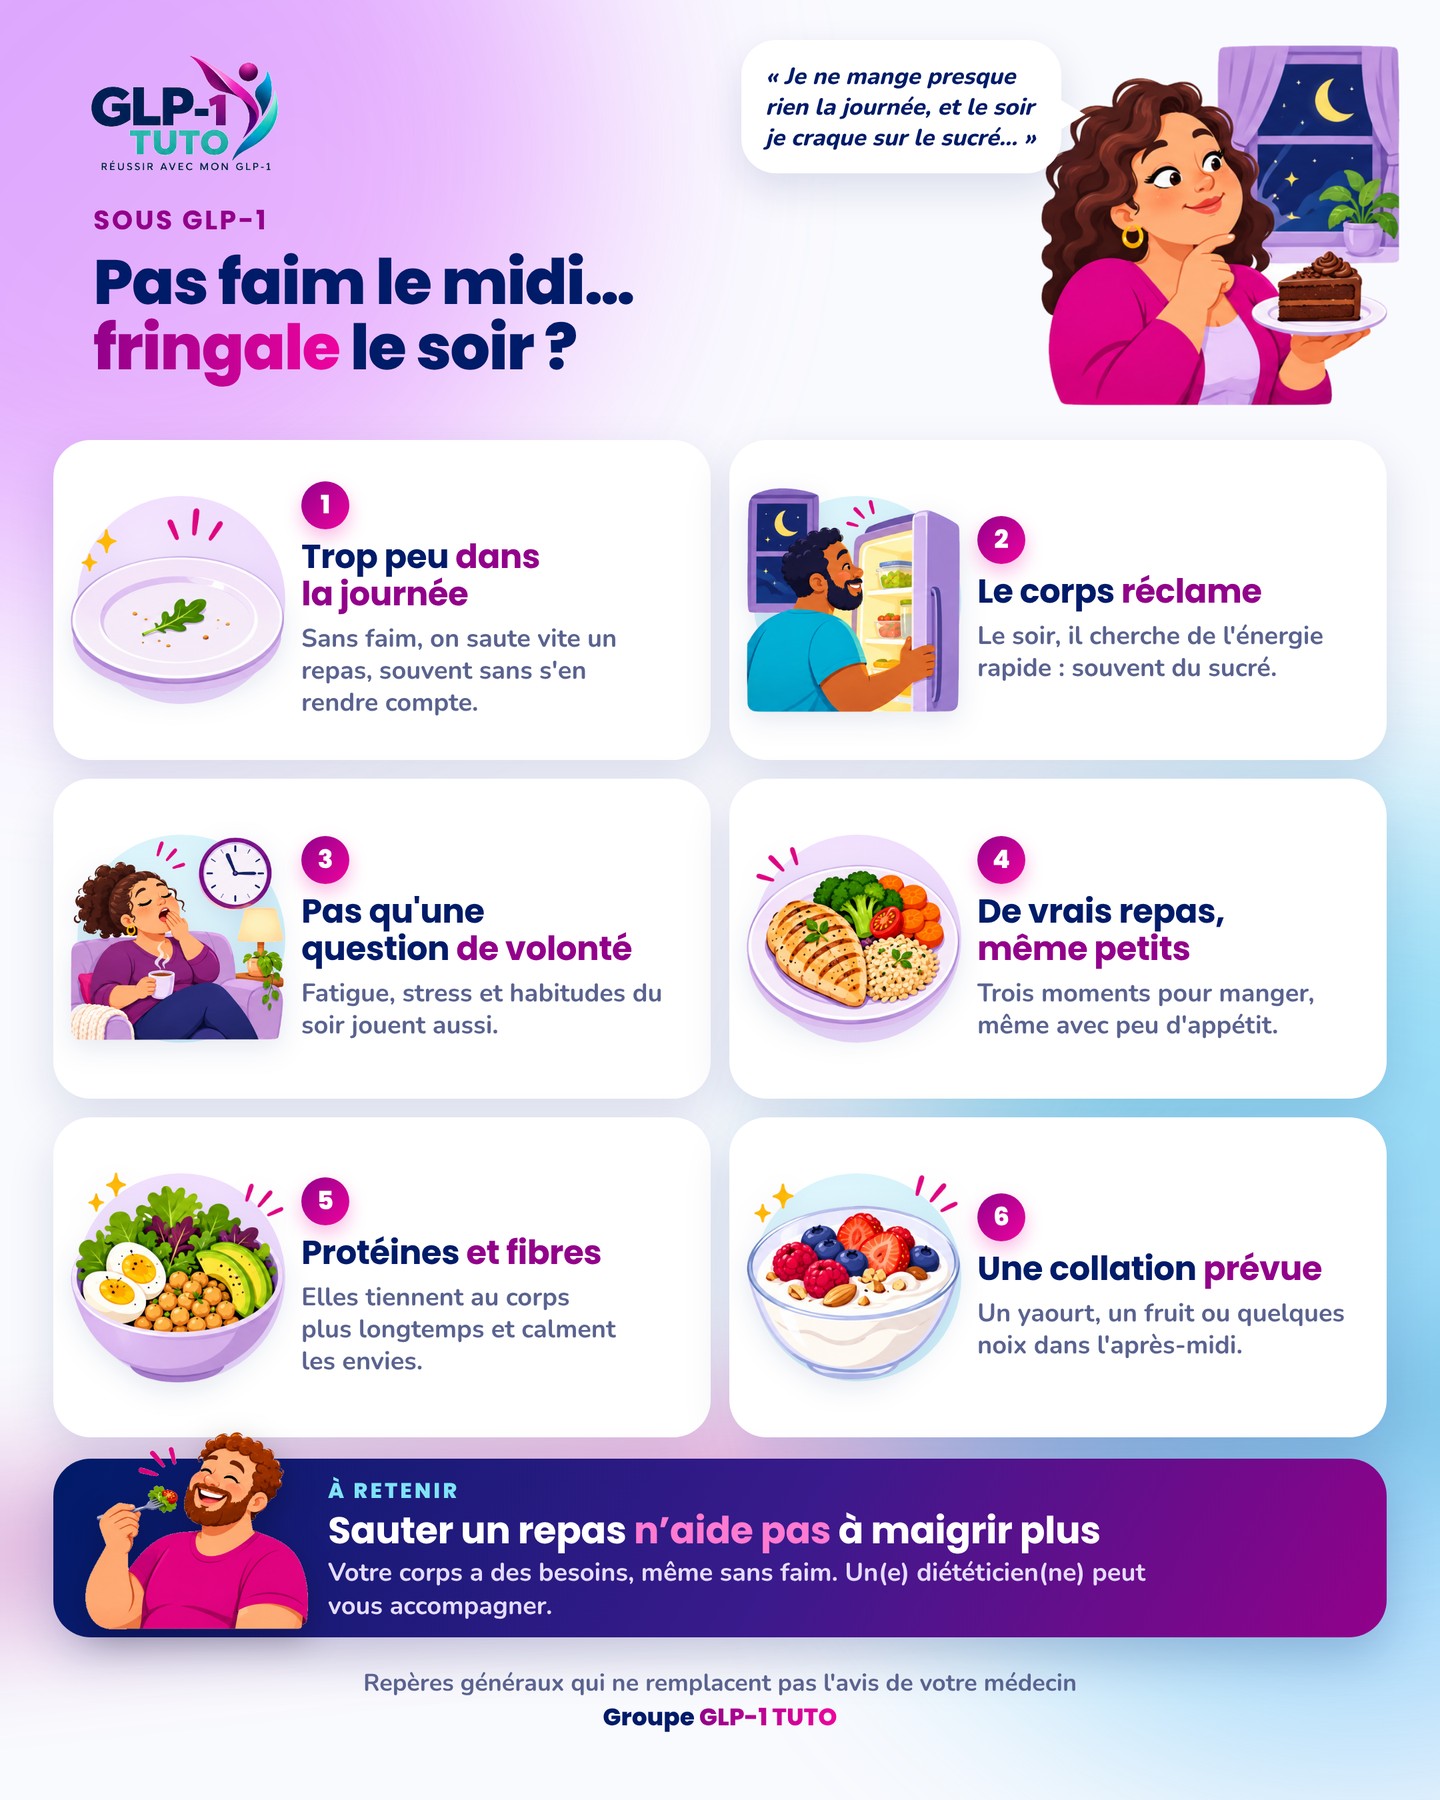 GLP-1
TUTO
RÉUSSIR AVEC MON GLP-1
« Je ne mange presque
rien la journée, et le soir
je craque sur le sucré... »
SOUS GLP-1
Pas faim le midi...
fringale le soir ?
1
Trop peu dans
la journée
Sans faim, on saute vite un
repas, souvent sans s'en
rendre compte.
2
Le corps réclame
Le soir, il cherche de l'énergie
rapide : souvent du sucré.
3
Pas qu'une
question de volonté
Fatigue, stress et habitudes du
soir jouent aussi.
4
De vrais repas,
même petits
Trois moments pour manger,
même avec peu d'appétit.
5
Protéines et fibres
Elles tiennent au corps
plus longtemps et calment
les envies.
6
Une collation prévue
Un yaourt, un fruit ou quelques
noix dans l'après-midi.
À RETENIR
Sauter un repas n’aide pas à maigrir plus
Votre corps a des besoins, même sans faim. Un(e) diététicien(ne) peut
vous accompagner.
Repères généraux qui ne remplacent pas l'avis de votre médecin
Groupe GLP-1 TUTO